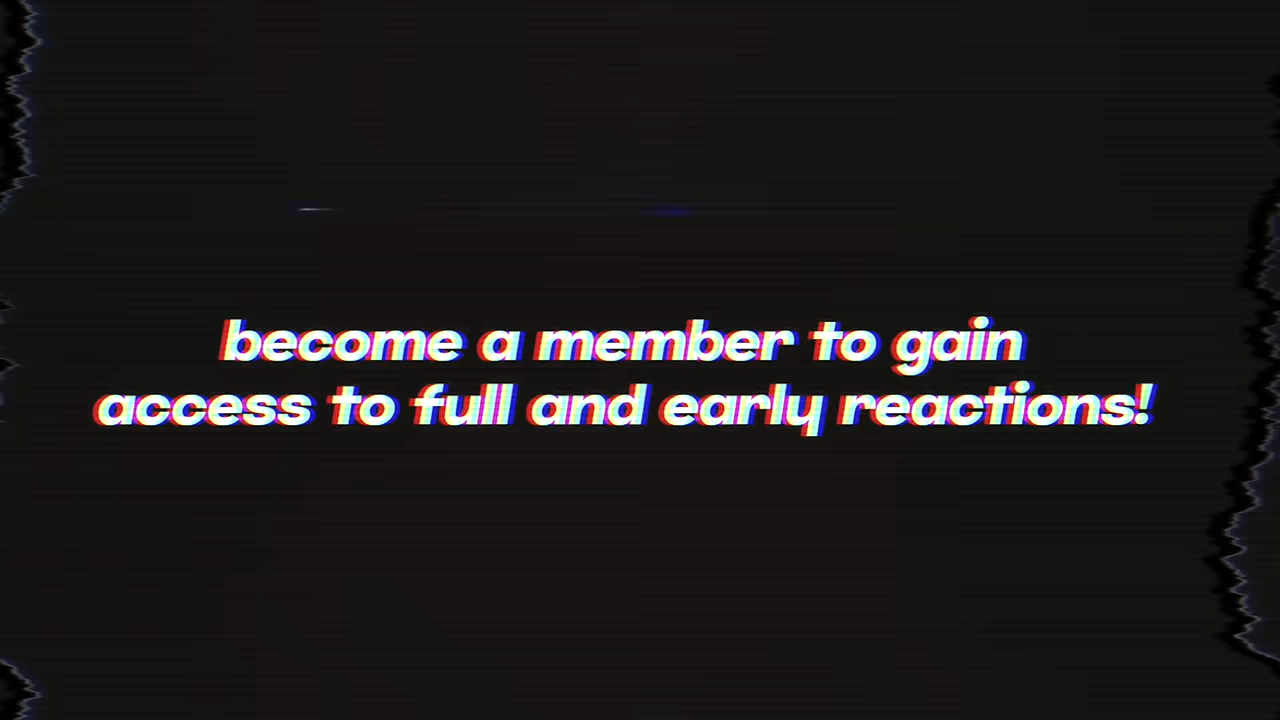 become a member to gain
access to full and early reactions!